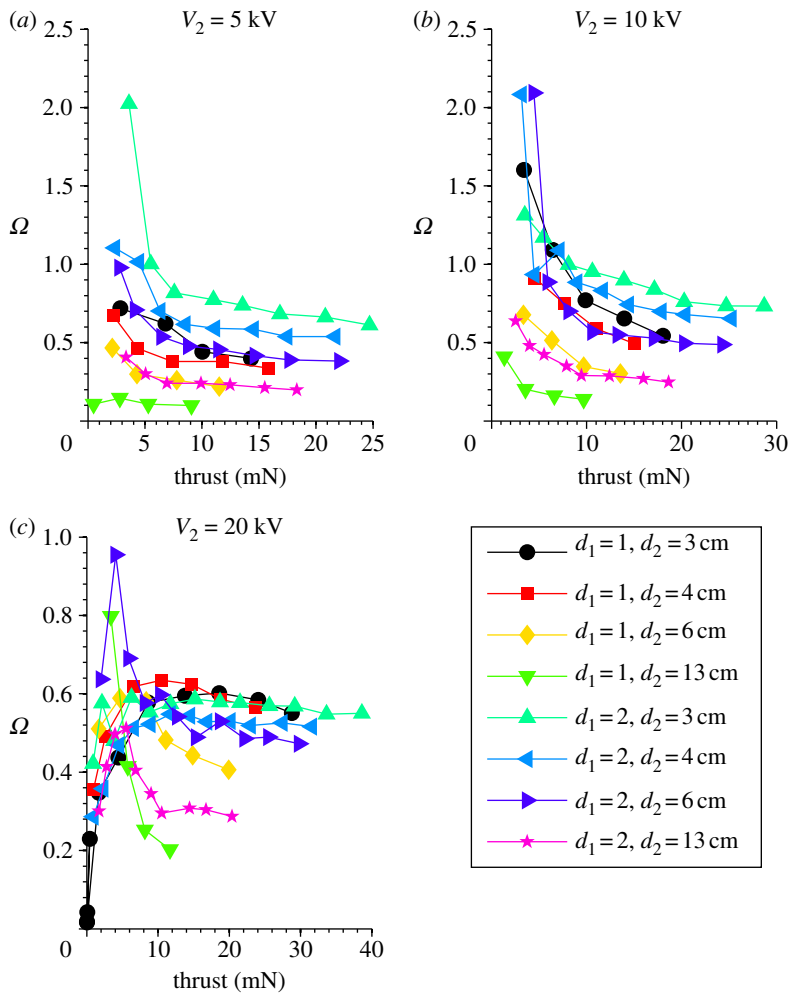 (a) V₂ = 5 kV
2.5
2.0
1.5
Ω
1.0
0.5
0 5 10 15 20 25
thrust (mN)
(b) V₂ = 10 kV
2.5
2.0
1.5
Ω
1.0
0.5
0 10 20 30
thrust (mN)
(c) V₂ = 20 kV
1.0
0.8
0.6
Ω
0.4
0.2
0 10 20 30 40
thrust (mN)
d₁ = 1, d₂ = 3 cm
d₁ = 1, d₂ = 4 cm
d₁ = 1, d₂ = 6 cm
d₁ = 1, d₂ = 13 cm
d₁ = 2, d₂ = 3 cm
d₁ = 2, d₂ = 4 cm
d₁ = 2, d₂ = 6 cm
d₁ = 2, d₂ = 13 cm